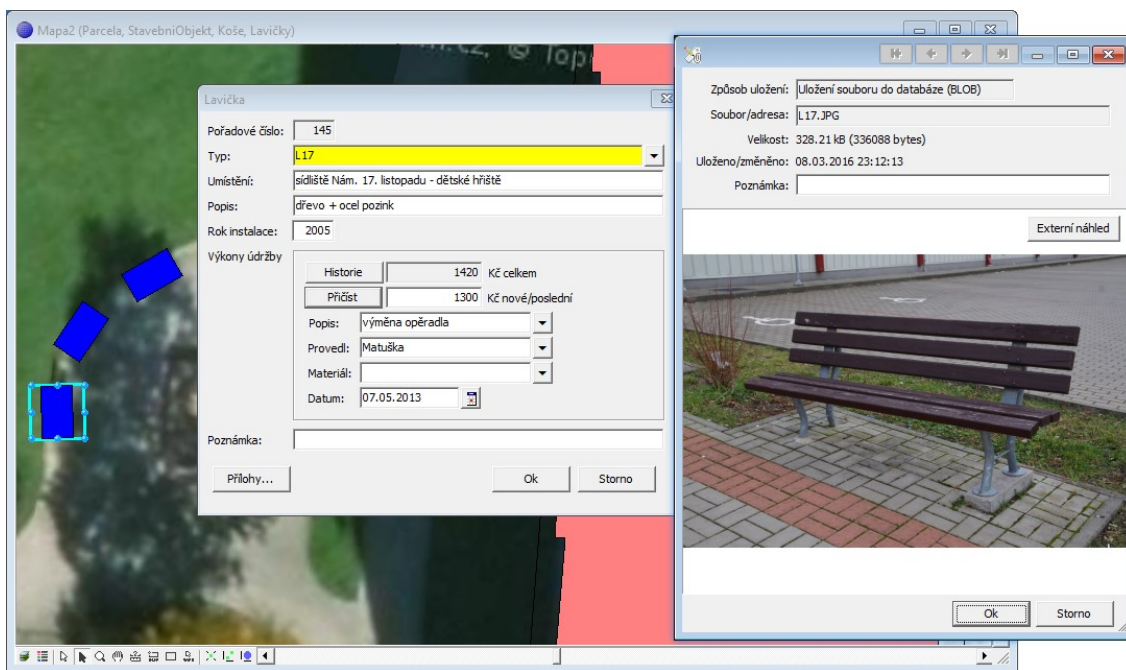 Mapa2 (Parcela, StavebniObjekt, Koše, Lavičky)
Lavička
Pořadové číslo: 145
Typ: L17
Umístění: sídliště Nám. 17. listopadu - dětské hřiště
Popis: dřevo + ocel pozink
Rok instalace: 2005
Výkony údržby
Historie 1420 Kč celkem
Přičíst 1300 Kč nové/poslední
Popis: výměna opěradla
Provedl: Matuška
Materiál:
Datum: 07.05.2013
Poznámka:
Přílohy... Ok Storno
Způsob uložení: Uložení souboru do databáze (BLOB)
Soubor/adresa: L17.JPG
Velikost: 328.21 kB (336088 bytes)
Uloženo/změněno: 08.03.2016 23:12:13
Poznámka:
Externí náhled
Ok Storno